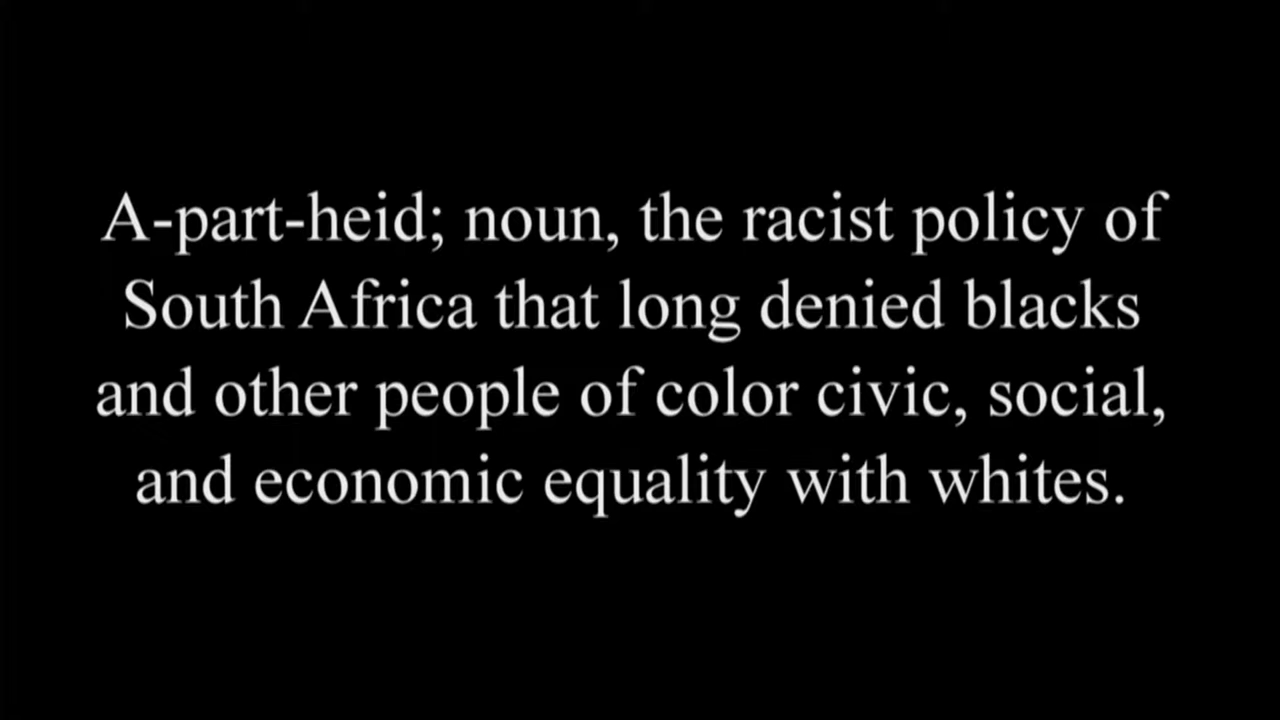 A-part-heid; noun, the racist policy of
South Africa that long denied blacks
and other people of color civic, social,
and economic equality with whites.